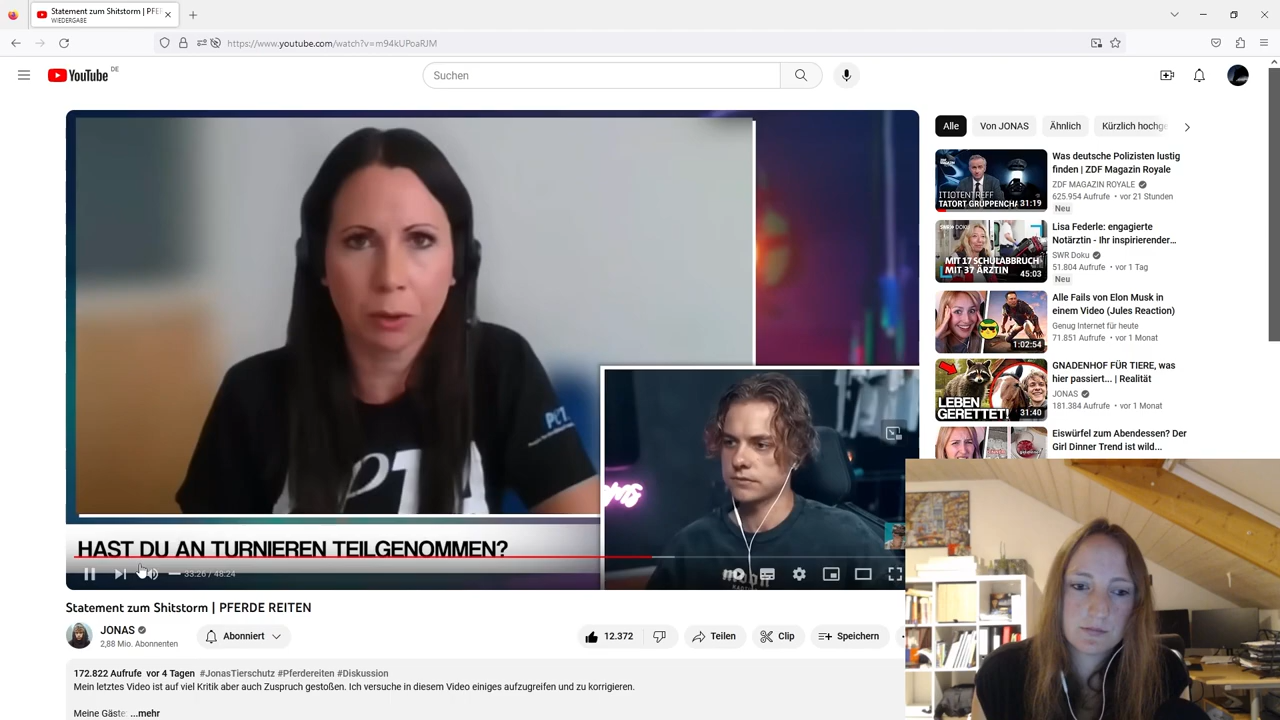 Statement zum Shitstorm | PFE
WIEDERGABE
https://www.youtube.com/watch?v=m94kUPoaRJM
YouTube DE
Suchen
HAST DU AN TURNIEREN TEILGENOMMEN?
33:26 / 48:24
Statement zum Shitstorm | PFERDE REITEN
JONAS
2,88 Mio. Abonnenten
Abonniert
12.372
Teilen
Clip
Speichern
172.822 Aufrufe vor 4 Tagen #JonasTierschutz #Pferdereiten #Diskussion
Mein letztes Video ist auf viel Kritik aber auch Zuspruch gestoßen. Ich versuche in diesem Video einiges aufzugreifen und zu korrigieren.
Meine Gäste: ...mehr
Alle
Von JONAS
Ähnlich
Kürzlich hochge
TATORT GRUPPENCHA
31:19
Was deutsche Polizisten lustig
finden | ZDF Magazin Royale
ZDF MAGAZIN ROYALE
625.954 Aufrufe • vor 21 Stunden
Neu
MIT 17 SCHULABBRUCH
MIT 37 ÄRZTIN
45:03
Lisa Federle: engagierte
Notärztin - Ihr inspirierender...
SWR Doku
51.804 Aufrufe • vor 1 Tag
Neu
1:02:54
Alle Fails von Elon Musk in
einem Video (Jules Reaction)
Genug Internet für heute
71.851 Aufrufe • vor 1 Monat
LEBEN
GERETTET!
31:40
GNADENHOF FÜR TIERE, was
hier passiert... | Realität
JONAS
181.384 Aufrufe • vor 1 Monat
Eiswürfel zum Abendessen? Der
Girl Dinner Trend ist wild...